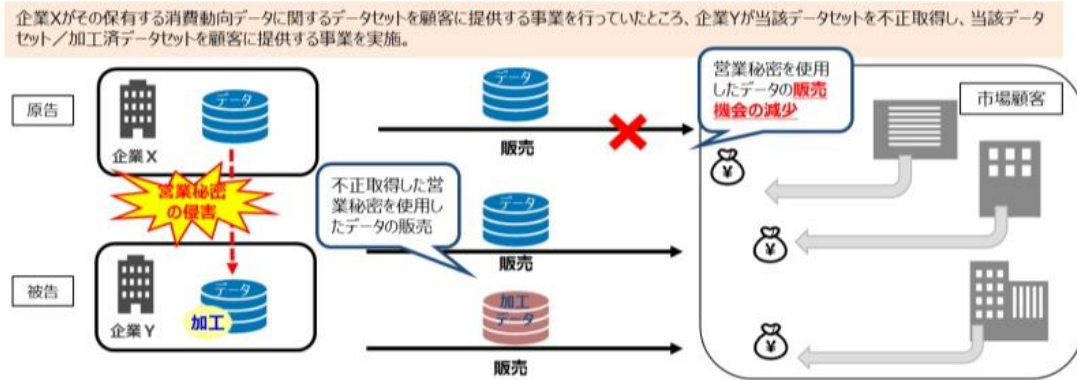 企業Xがその保有する消費動向データに関するデータセットを顧客に提供する事業を行っていたところ、企業Yが当該データセットを不正取得し、当該データ
セット／加工済データセットを顧客に提供する事業を実施。
原告
企業X
データ
データ
販売
営業秘密を使用
したデータの販売
機会の減少
市場顧客
¥
営業秘密
の侵害
不正取得した営
業秘密を使用し
たデータの販売
データ
販売
¥
被告
企業Y
データ
加工
加工
データ
販売
¥